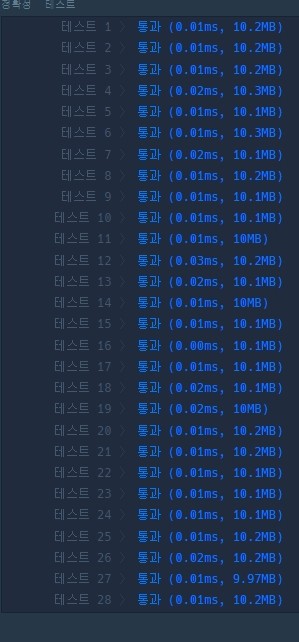 정확성 테스트
테스트 1 > 통과 (0.01ms, 10.2MB)
테스트 2 > 통과 (0.01ms, 10.2MB)
테스트 3 > 통과 (0.01ms, 10.2MB)
테스트 4 > 통과 (0.02ms, 10.3MB)
테스트 5 > 통과 (0.01ms, 10.1MB)
테스트 6 > 통과 (0.01ms, 10.3MB)
테스트 7 > 통과 (0.02ms, 10.1MB)
테스트 8 > 통과 (0.01ms, 10.2MB)
테스트 9 > 통과 (0.01ms, 10.1MB)
테스트 10 > 통과 (0.01ms, 10.1MB)
테스트 11 > 통과 (0.01ms, 10MB)
테스트 12 > 통과 (0.03ms, 10.2MB)
테스트 13 > 통과 (0.02ms, 10.1MB)
테스트 14 > 통과 (0.01ms, 10MB)
테스트 15 > 통과 (0.01ms, 10.1MB)
테스트 16 > 통과 (0.00ms, 10.1MB)
테스트 17 > 통과 (0.01ms, 10.1MB)
테스트 18 > 통과 (0.02ms, 10.1MB)
테스트 19 > 통과 (0.02ms, 10MB)
테스트 20 > 통과 (0.01ms, 10.2MB)
테스트 21 > 통과 (0.01ms, 10.2MB)
테스트 22 > 통과 (0.01ms, 10.1MB)
테스트 23 > 통과 (0.01ms, 10.1MB)
테스트 24 > 통과 (0.01ms, 10.1MB)
테스트 25 > 통과 (0.01ms, 10.2MB)
테스트 26 > 통과 (0.02ms, 10.2MB)
테스트 27 > 통과 (0.01ms, 9.97MB)
테스트 28 > 통과 (0.01ms, 10.2MB)